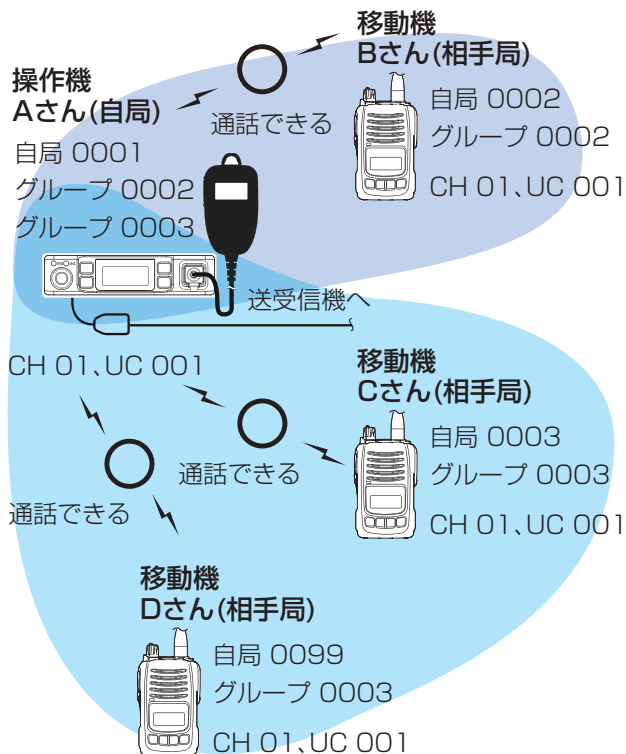 移動機
Bさん(相手局)
自局 0002
グループ 0002
CH 01、UC 001
操作機
Aさん(自局)
通話できる
自局 0001
グループ 0002
グループ 0003
送受信機へ
CH 01、UC 001
移動機
Cさん(相手局)
自局 0003
グループ 0003
CH 01、UC 001
通話できる
通話できる
移動機
Dさん(相手局)
自局 0099
グループ 0003
CH 01、UC 001